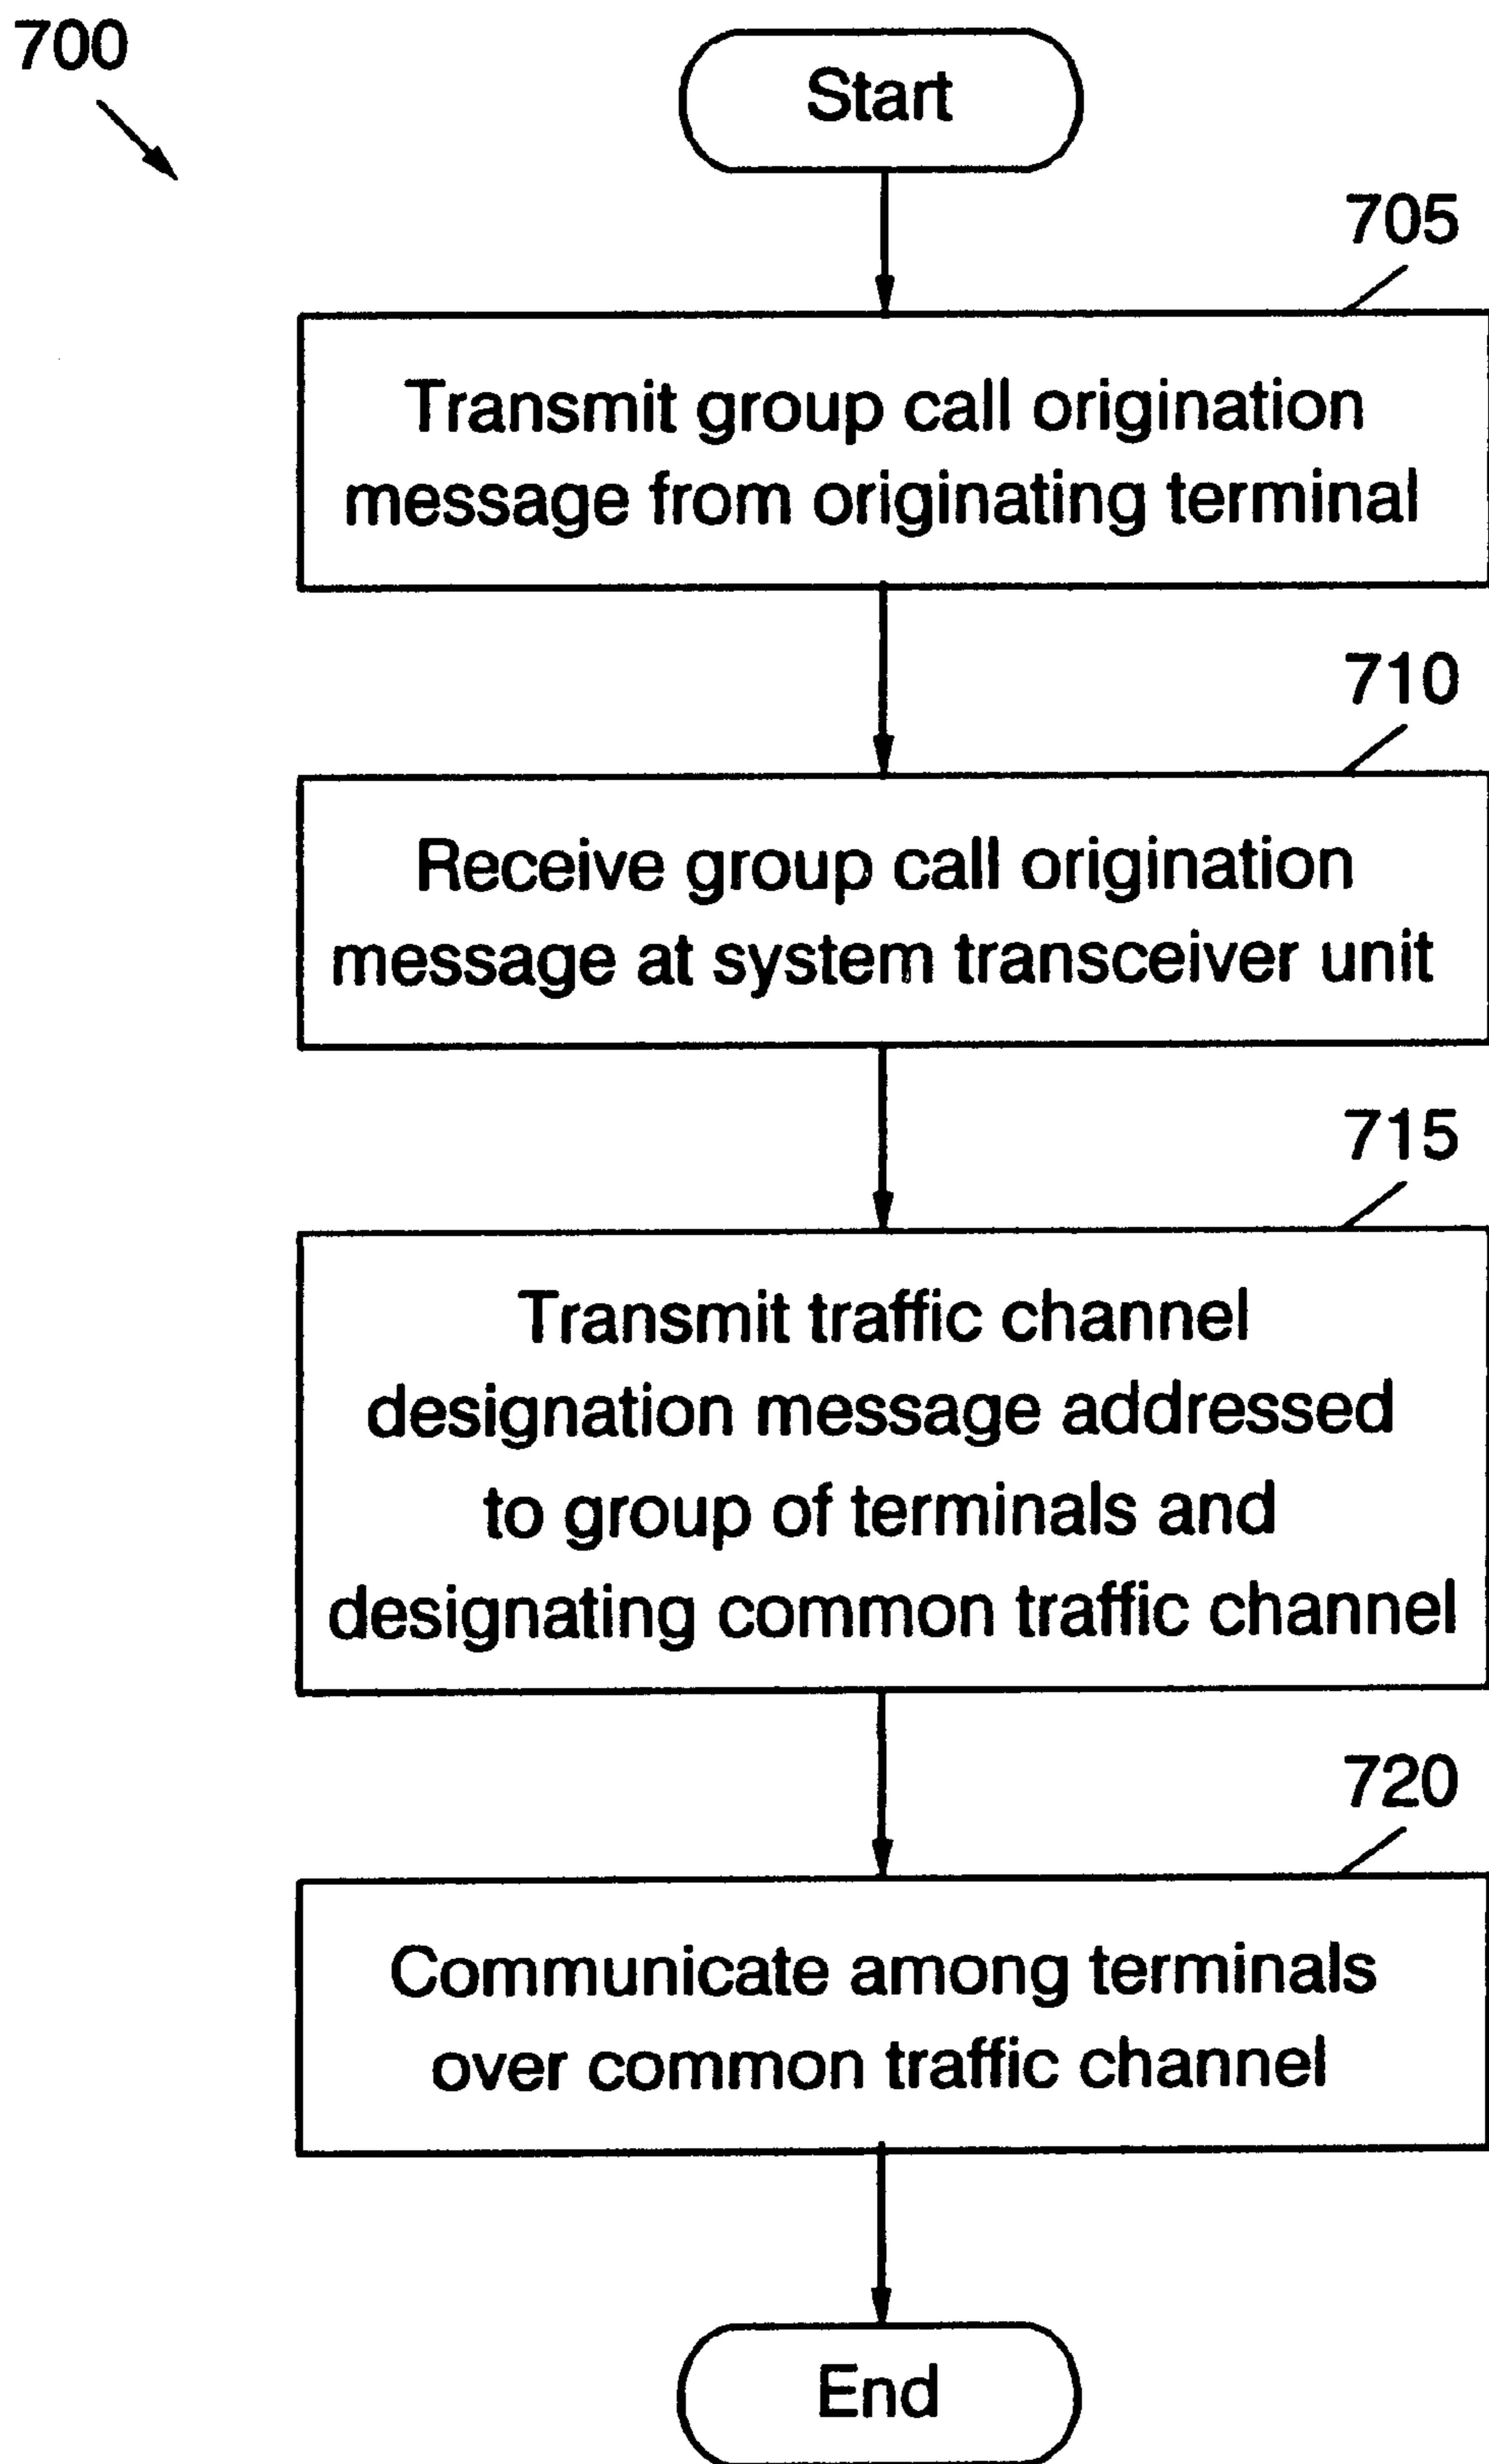 700
Start
705
Transmit group call origination
message from originating terminal
710
Receive group call origination
message at system transceiver unit
715
Transmit traffic channel
designation message addressed
to group of terminals and
designating common traffic channel
720
Communicate among terminals
over common traffic channel
End